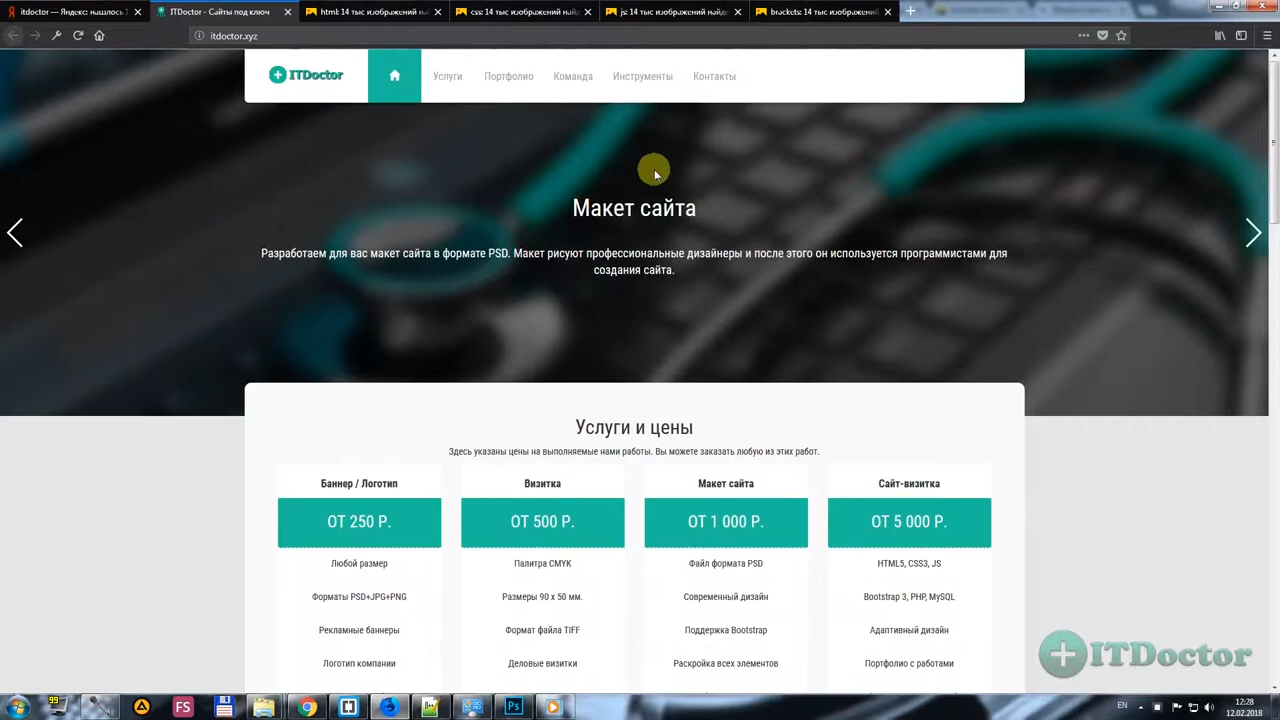 itdoctor — Яндекс: нашлось 1
ITDoctor - Сайты под ключ
html: 14 тыс изображений най
css: 14 тыс изображений найд
js: 14 тыс изображений найде
brackets: 14 тыс изображений
itdoctor.xyz
ITDoctor
Услуги
Портфолио
Команда
Инструменты
Контакты
Макет сайта
Разработаем для вас макет сайта в формате PSD. Макет рисуют профессиональные дизайнеры и после этого он используется программистами для
создания сайта.
Услуги и цены
Здесь указаны цены на выполняемые нами работы. Вы можете заказать любую из этих работ.
Баннер / Логотип
Визитка
Макет сайта
Сайт-визитка
ОТ 250 Р.
ОТ 500 Р.
ОТ 1 000 Р.
ОТ 5 000 Р.
Любой размер
Палитра CMYK
Файл формата PSD
HTML5, CSS3, JS
Форматы PSD+JPG+PNG
Размеры 90 x 50 мм.
Современный дизайн
Bootstrap 3, PHP, MySQL
Рекламные баннеры
Формат файла TIFF
Поддержка Bootstrap
Адаптивный дизайн
Логотип компании
Деловые визитки
Раскройка всех элементов
Портфолио с работами
ITDoctor
99
FS
Ps
EN
12:28
12.02.2018